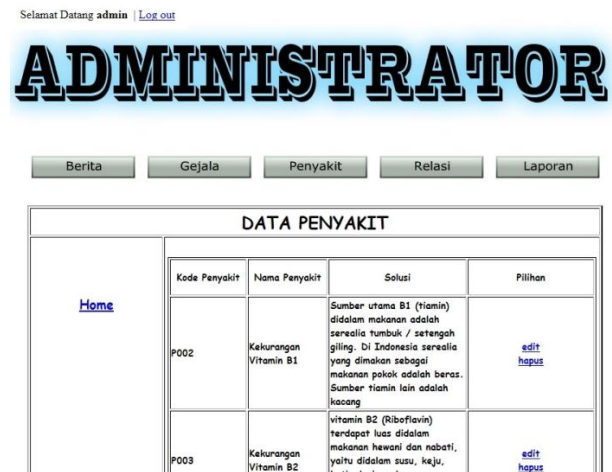 Selamat Datang admin | Log out
ADMINISTRATOR
Berita Gejala Penyakit Relasi Laporan
DATA PENYAKIT
Home
Kode Penyakit Nama Penyakit Solusi Pilihan
P002
Kekurangan
Vitamin B1
Sumber utama B1 (tiamin)
didalam makanan adalah
serealia tumbuk / setengah
giling. Di Indonesia serealia
yang dimakan sebagai
makanan pokok adalah beras.
Sumber tiamin lain adalah
kacang
edit
hapus
P003
Kekurangan
Vitamin B2
vitamin B2 (Riboflavin)
terdapat luas didalam
makanan hewani dan nabati,
yaitu didalam susu, keju,
edit
hapus